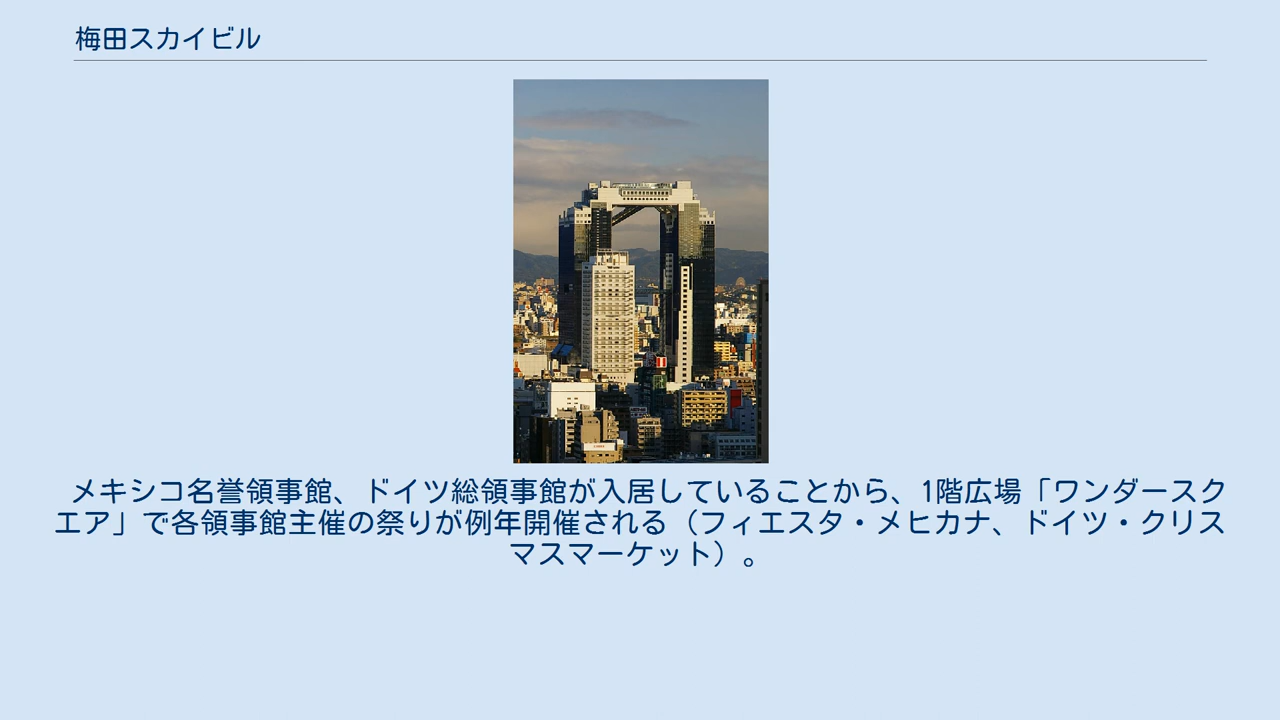 梅田スカイビル
メキシコ名誉領事館、ドイツ総領事館が入居していることから、1階広場「ワンダースク
エア」で各領事館主催の祭りが例年開催される（フィエスタ・メヒカナ、ドイツ・クリス
マスマーケット）。